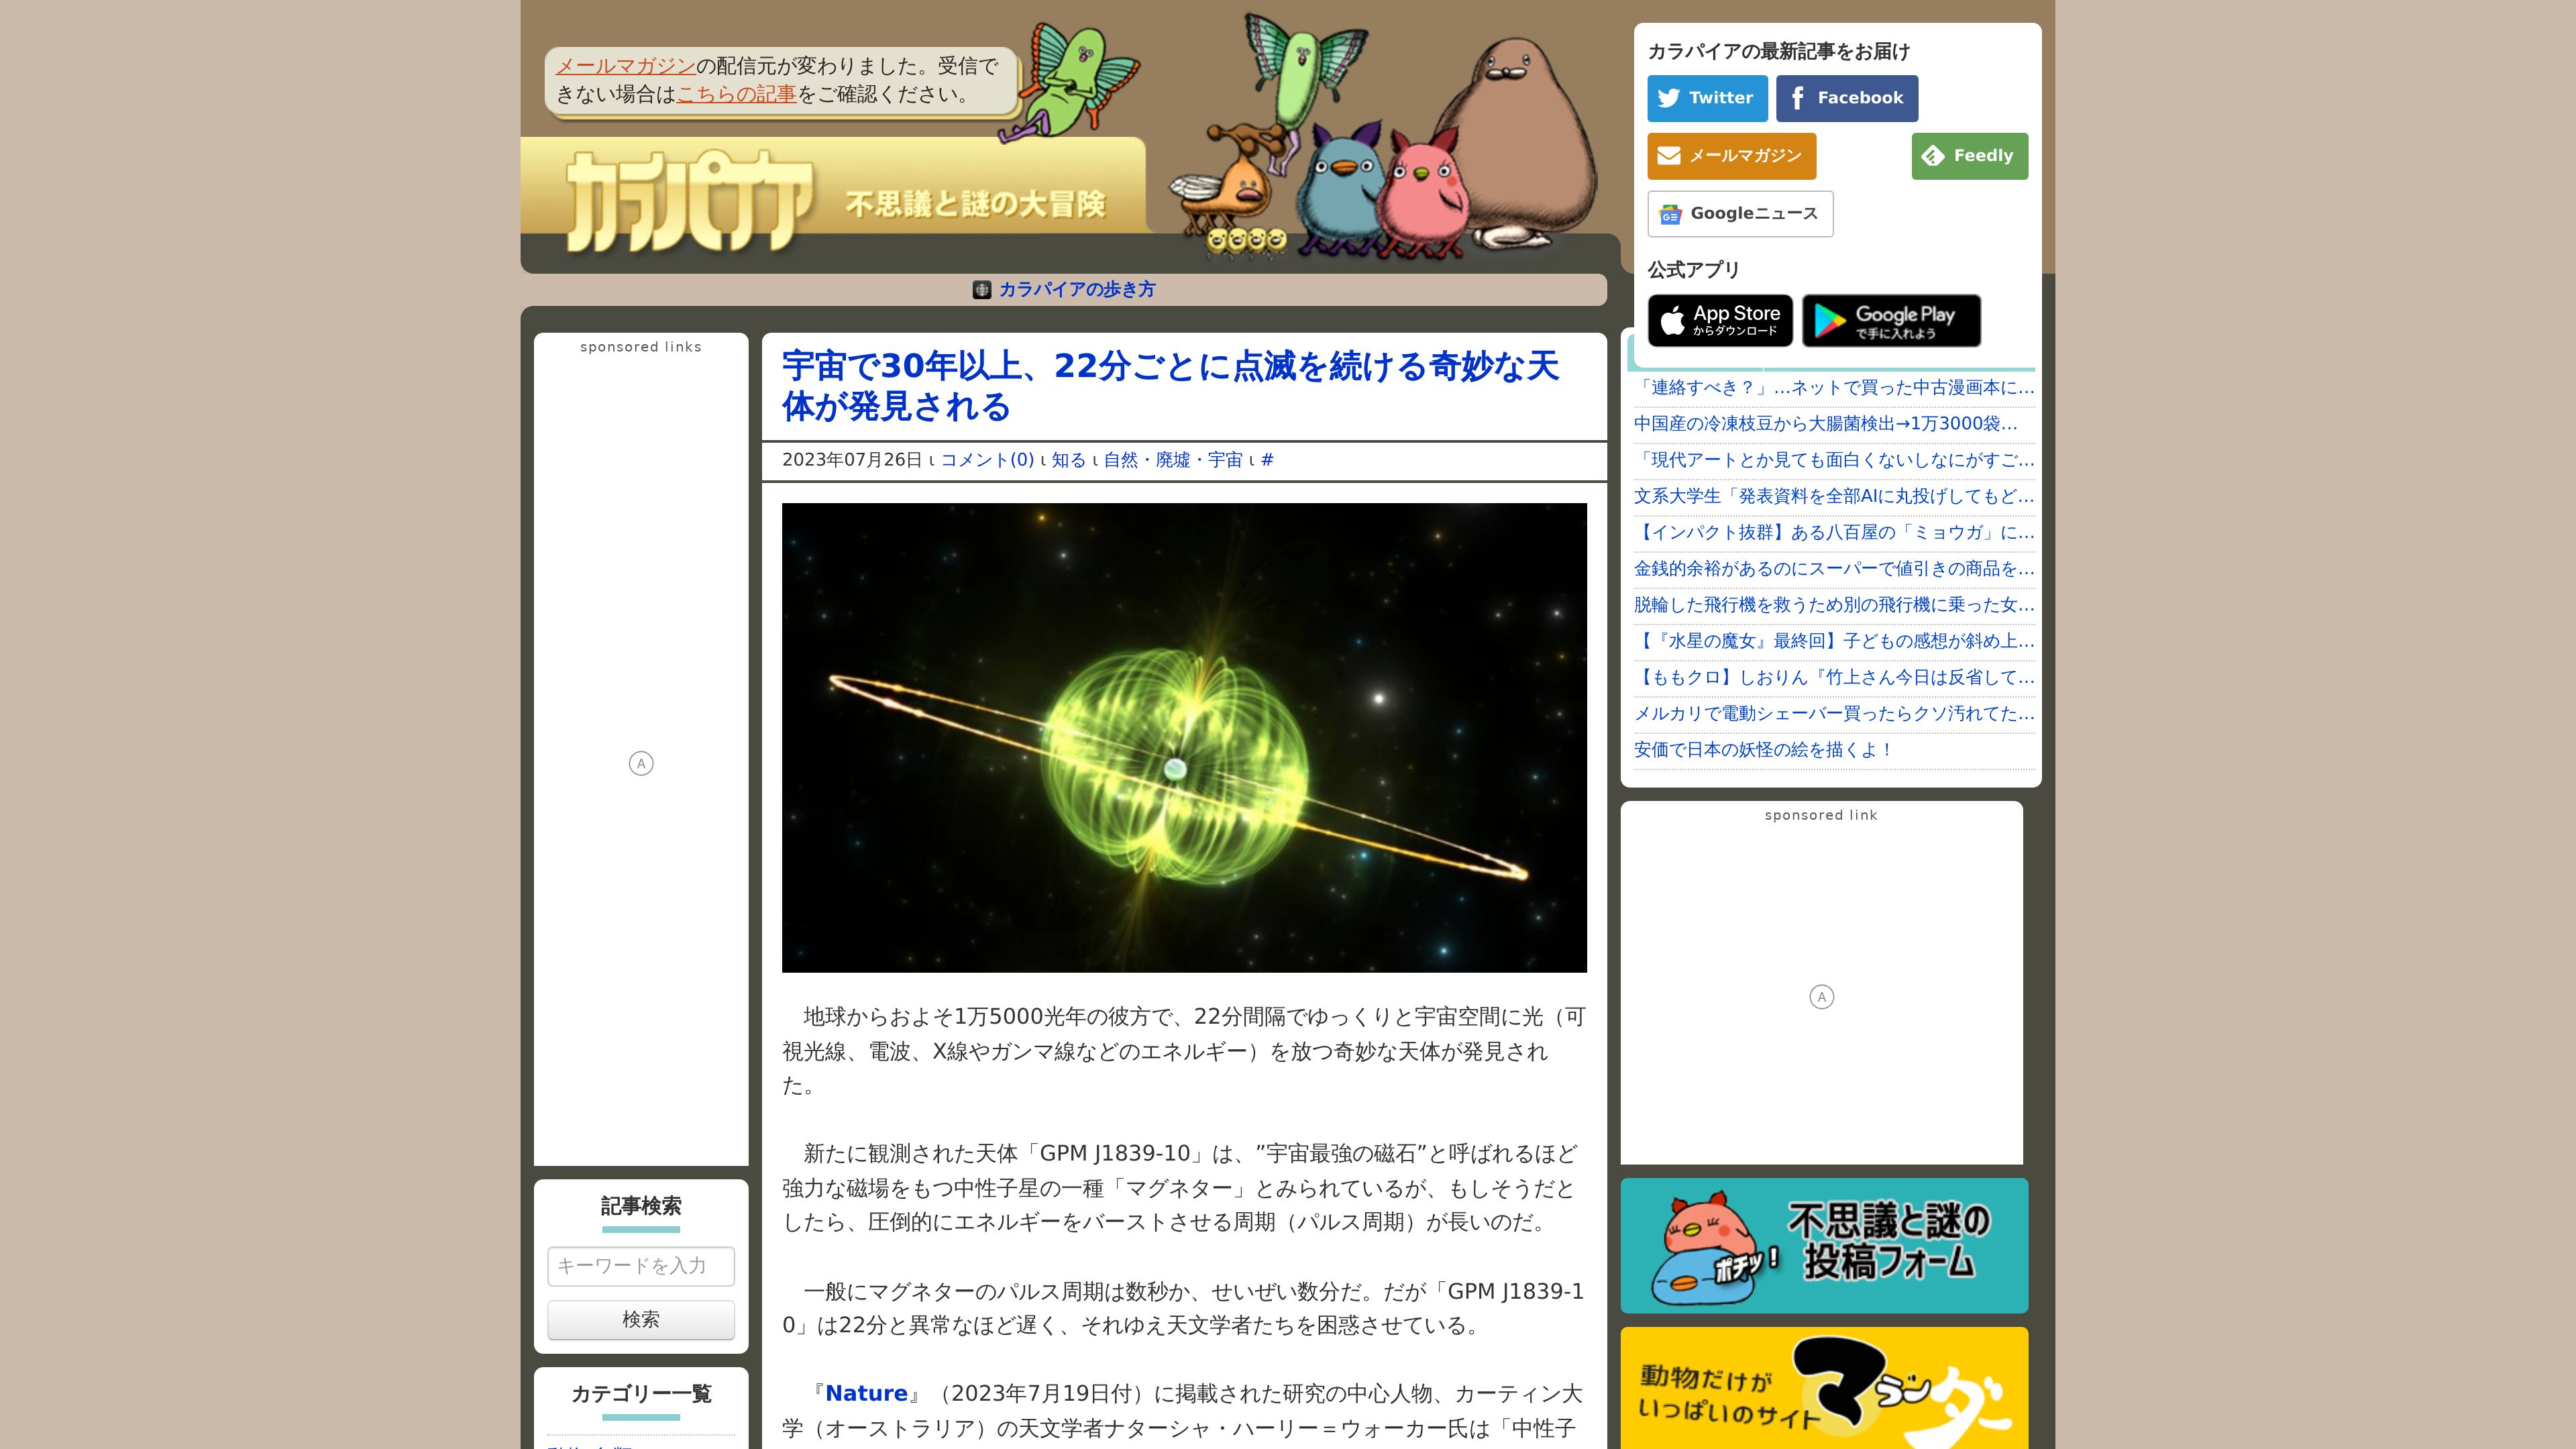 メールマガジンの配信元が変わりました。受信で
きない場合はこちらの記事をご確認ください。
カラパイア
不思議と謎の大冒険
カラパイアの歩き方
カラパイアの最新記事をお届け
Twitter
Facebook
メールマガジン
Feedly
Googleニュース
公式アプリ
App Store
からダウンロード
Google Play
で手に入れよう
sponsored links
A
記事検索
キーワードを入力
検索
カテゴリー一覧
宇宙で30年以上、22分ごとに点滅を続ける奇妙な天
体が発見される
2023年07月26日 ι コメント(0) ι 知る ι 自然・廃墟・宇宙 ι #
地球からおよそ1万5000光年の彼方で、22分間隔でゆっくりと宇宙空間に光（可
視光線、電波、X線やガンマ線などのエネルギー）を放つ奇妙な天体が発見され
た。
新たに観測された天体「GPM J1839-10」は、”宇宙最強の磁石”と呼ばれるほど
強力な磁場をもつ中性子星の一種「マグネター」とみられているが、もしそうだと
したら、圧倒的にエネルギーをバーストさせる周期（パルス周期）が長いのだ。
一般にマグネターのパルス周期は数秒か、せいぜい数分だ。だが「GPM J1839-1
0」は22分と異常なほど遅く、それゆえ天文学者たちを困惑させている。
『Nature』（2023年7月19日付）に掲載された研究の中心人物、カーティン大
学（オーストラリア）の天文学者ナターシャ・ハーリー＝ウォーカー氏は「中性子
「連絡すべき？」…ネットで買った中古漫画本に…
中国産の冷凍枝豆から大腸菌検出→1万3000袋…
「現代アートとか見ても面白くないしなにがすご…
文系大学生「発表資料を全部AIに丸投げしてもど…
【インパクト抜群】ある八百屋の「ミョウガ」に…
金銭的余裕があるのにスーパーで値引きの商品を…
脱輪した飛行機を救うため別の飛行機に乗った女…
【『水星の魔女』最終回】子どもの感想が斜め上…
【ももクロ】しおりん『竹上さん今日は反省して…
メルカリで電動シェーバー買ったらクソ汚れてた…
安価で日本の妖怪の絵を描くよ！
sponsored link
A
不思議と謎の
投稿フォーム
ポチッ！
動物だけが
いっぱいのサイト
マランダー